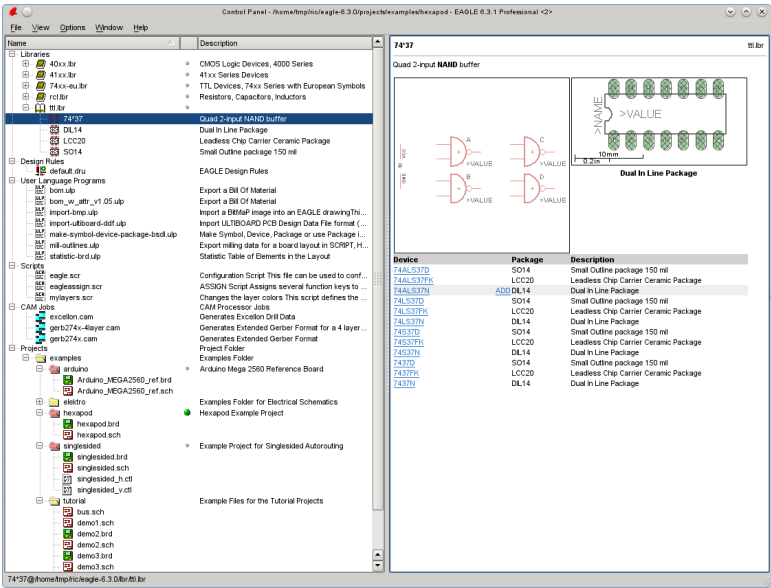 Control Panel - /home/tmp/ric/eagle-6.3.0/projects/examples/hexapod - EAGLE 6.3.1 Professional <2>
File View Options Window Help
Name Description
Libraries
40xx.lbr CMOS Logic Devices, 4000 Series
41xx.lbr 41xx Series Devices
74xx-eu.lbr TTL Devices, 74xx Series with European Symbols
rcl.lbr Resistors, Capacitors, Inductors
ttl.lbr
74*37 Quad 2-input NAND buffer
DIL14 Dual In Line Package
LCC20 Leadless Chip Carrier Ceramic Package
SO14 Small Outline package 150 mil
Design Rules
default.dru EAGLE Design Rules
User Language Programs
bom.ulp Export a Bill Of Material
bom_w_attr_v1.05.ulp Export a Bill Of Material
import-bmp.ulp Import a BitMaP image into an EAGLE drawingThi...
import-ultiboard-ddf.ulp Import ULTIBOARD PCB Design Data File format (...
make-symbol-device-package-bsdl.ulp Make Symbol, Device, Package or use Package i...
mill-outlines.ulp Export milling data for a board layout in SCRIPT, H...
statistic-brd.ulp Statistic Table of Elements in the Layout
Scripts
eagle.scr Configuration Script This file can be used to conf...
eagleassign.scr ASSIGN Script Assigns several function keys to ...
mylayers.scr Changes the layer colors This script defines the ...
CAM Jobs CAM Processor Jobs
excellon.cam Generates Excellon Drill Data
gerb274x-4layer.cam Generates Extended Gerber Format for a 4 layer...
gerb274x.cam Generates Extended Gerber Format
Projects Project Folder
examples Examples Folder
arduino Arduino Mega 2560 Reference Board
Arduino_MEGA2560_ref.brd
Arduino_MEGA2560_ref.sch
elektro Examples Folder for Electrical Schematics
hexapod Hexapod Example Project
hexapod.brd
hexapod.sch
singlesided Example Project for Singlesided Autorouting
singlesided.brd
singlesided.sch
singlesided_h.ctl
singlesided_v.ctl
tutorial Example Files for the Tutorial Projects
bus.sch
demo1.sch
demo2.brd
demo2.sch
demo3.brd
demo3.sch
74*37@/home/tmp/ric/eagle-6.3.0/lbr/ttl.lbr
74*37 ttl.lbr
Quad 2-input NAND buffer
A
>VALUE
C
>VALUE
B
>VALUE
D
>VALUE
VCC
GND
>NAME
>VALUE
10mm
0.2in
Dual In Line Package
Device Package Description
74ALS37D SO14 Small Outline package 150 mil
74ALS37FK LCC20 Leadless Chip Carrier Ceramic Package
74ALS37N ADD DIL14 Dual In Line Package
74LS37D SO14 Small Outline package 150 mil
74LS37FK LCC20 Leadless Chip Carrier Ceramic Package
74LS37N DIL14 Dual In Line Package
74S37D SO14 Small Outline package 150 mil
74S37FK LCC20 Leadless Chip Carrier Ceramic Package
74S37N DIL14 Dual In Line Package
7437D SO14 Small Outline package 150 mil
7437FK LCC20 Leadless Chip Carrier Ceramic Package
7437N DIL14 Dual In Line Package